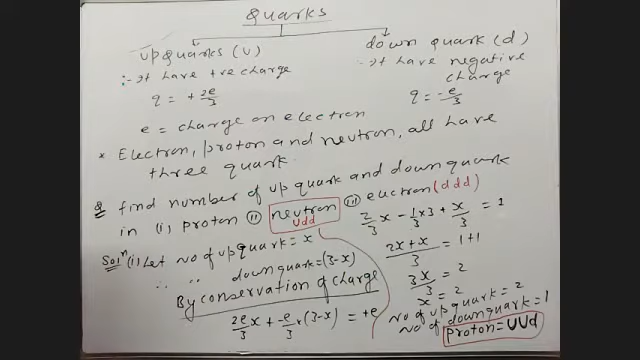 Quarks
up quarks (U)
:- It have +ve charge
q = +2e/3
down quark (d)
:- It have negative
charge
q = -e/3
e = charge on electron
* Electron, proton and neutron, all have
three quark.
Q find number of up quark and down quark
in (i) proton (ii) neutron (iii) electron (ddd)
Udd
Solⁿ (i) Let no of up quark = x
∴ " down quark = (3-x)
By conservation of charge
2e/3 x + -e/3 × (3-x) = +e
2/3 x - 1/3 × 3 + x/3 = 1
2x+x/3 = 1+1
3x/3 = 2
x = 2
No of up quark = 2
No of down quark = 1
proton = UUd